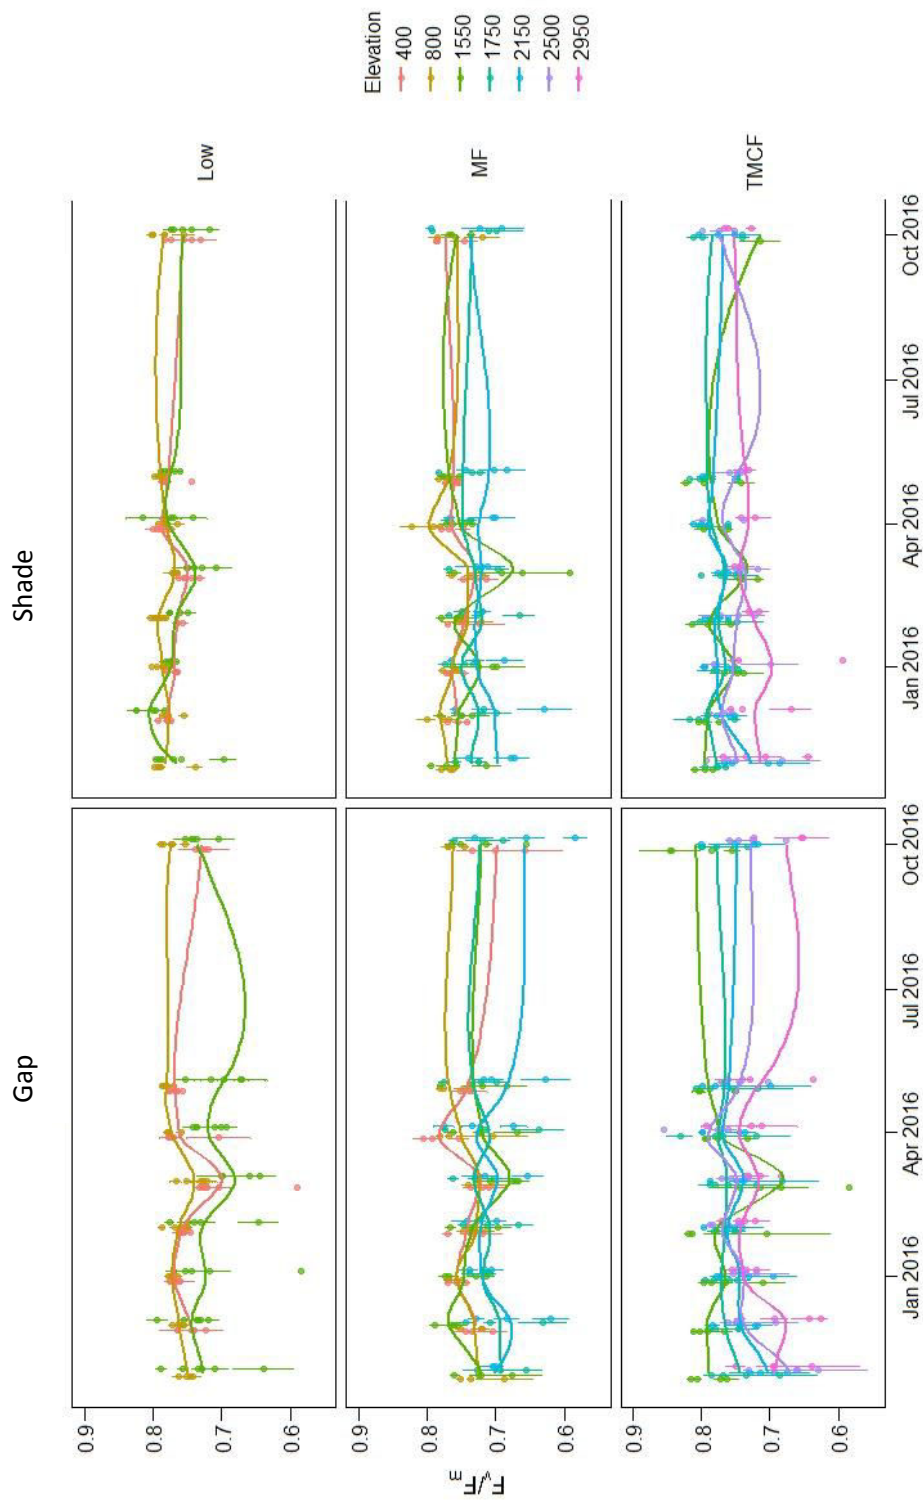 Gap
Shade
Low
MF
TMCF
0.9
0.8
0.7
0.6
0.9
0.8
0.7
0.6
0.9
0.8
0.7
0.6
Fv/Fm
Jan 2016
Apr 2016
Jul 2016
Oct 2016
Jan 2016
Apr 2016
Jul 2016
Oct 2016
Elevation
400
800
1550
1750
2150
2500
2950